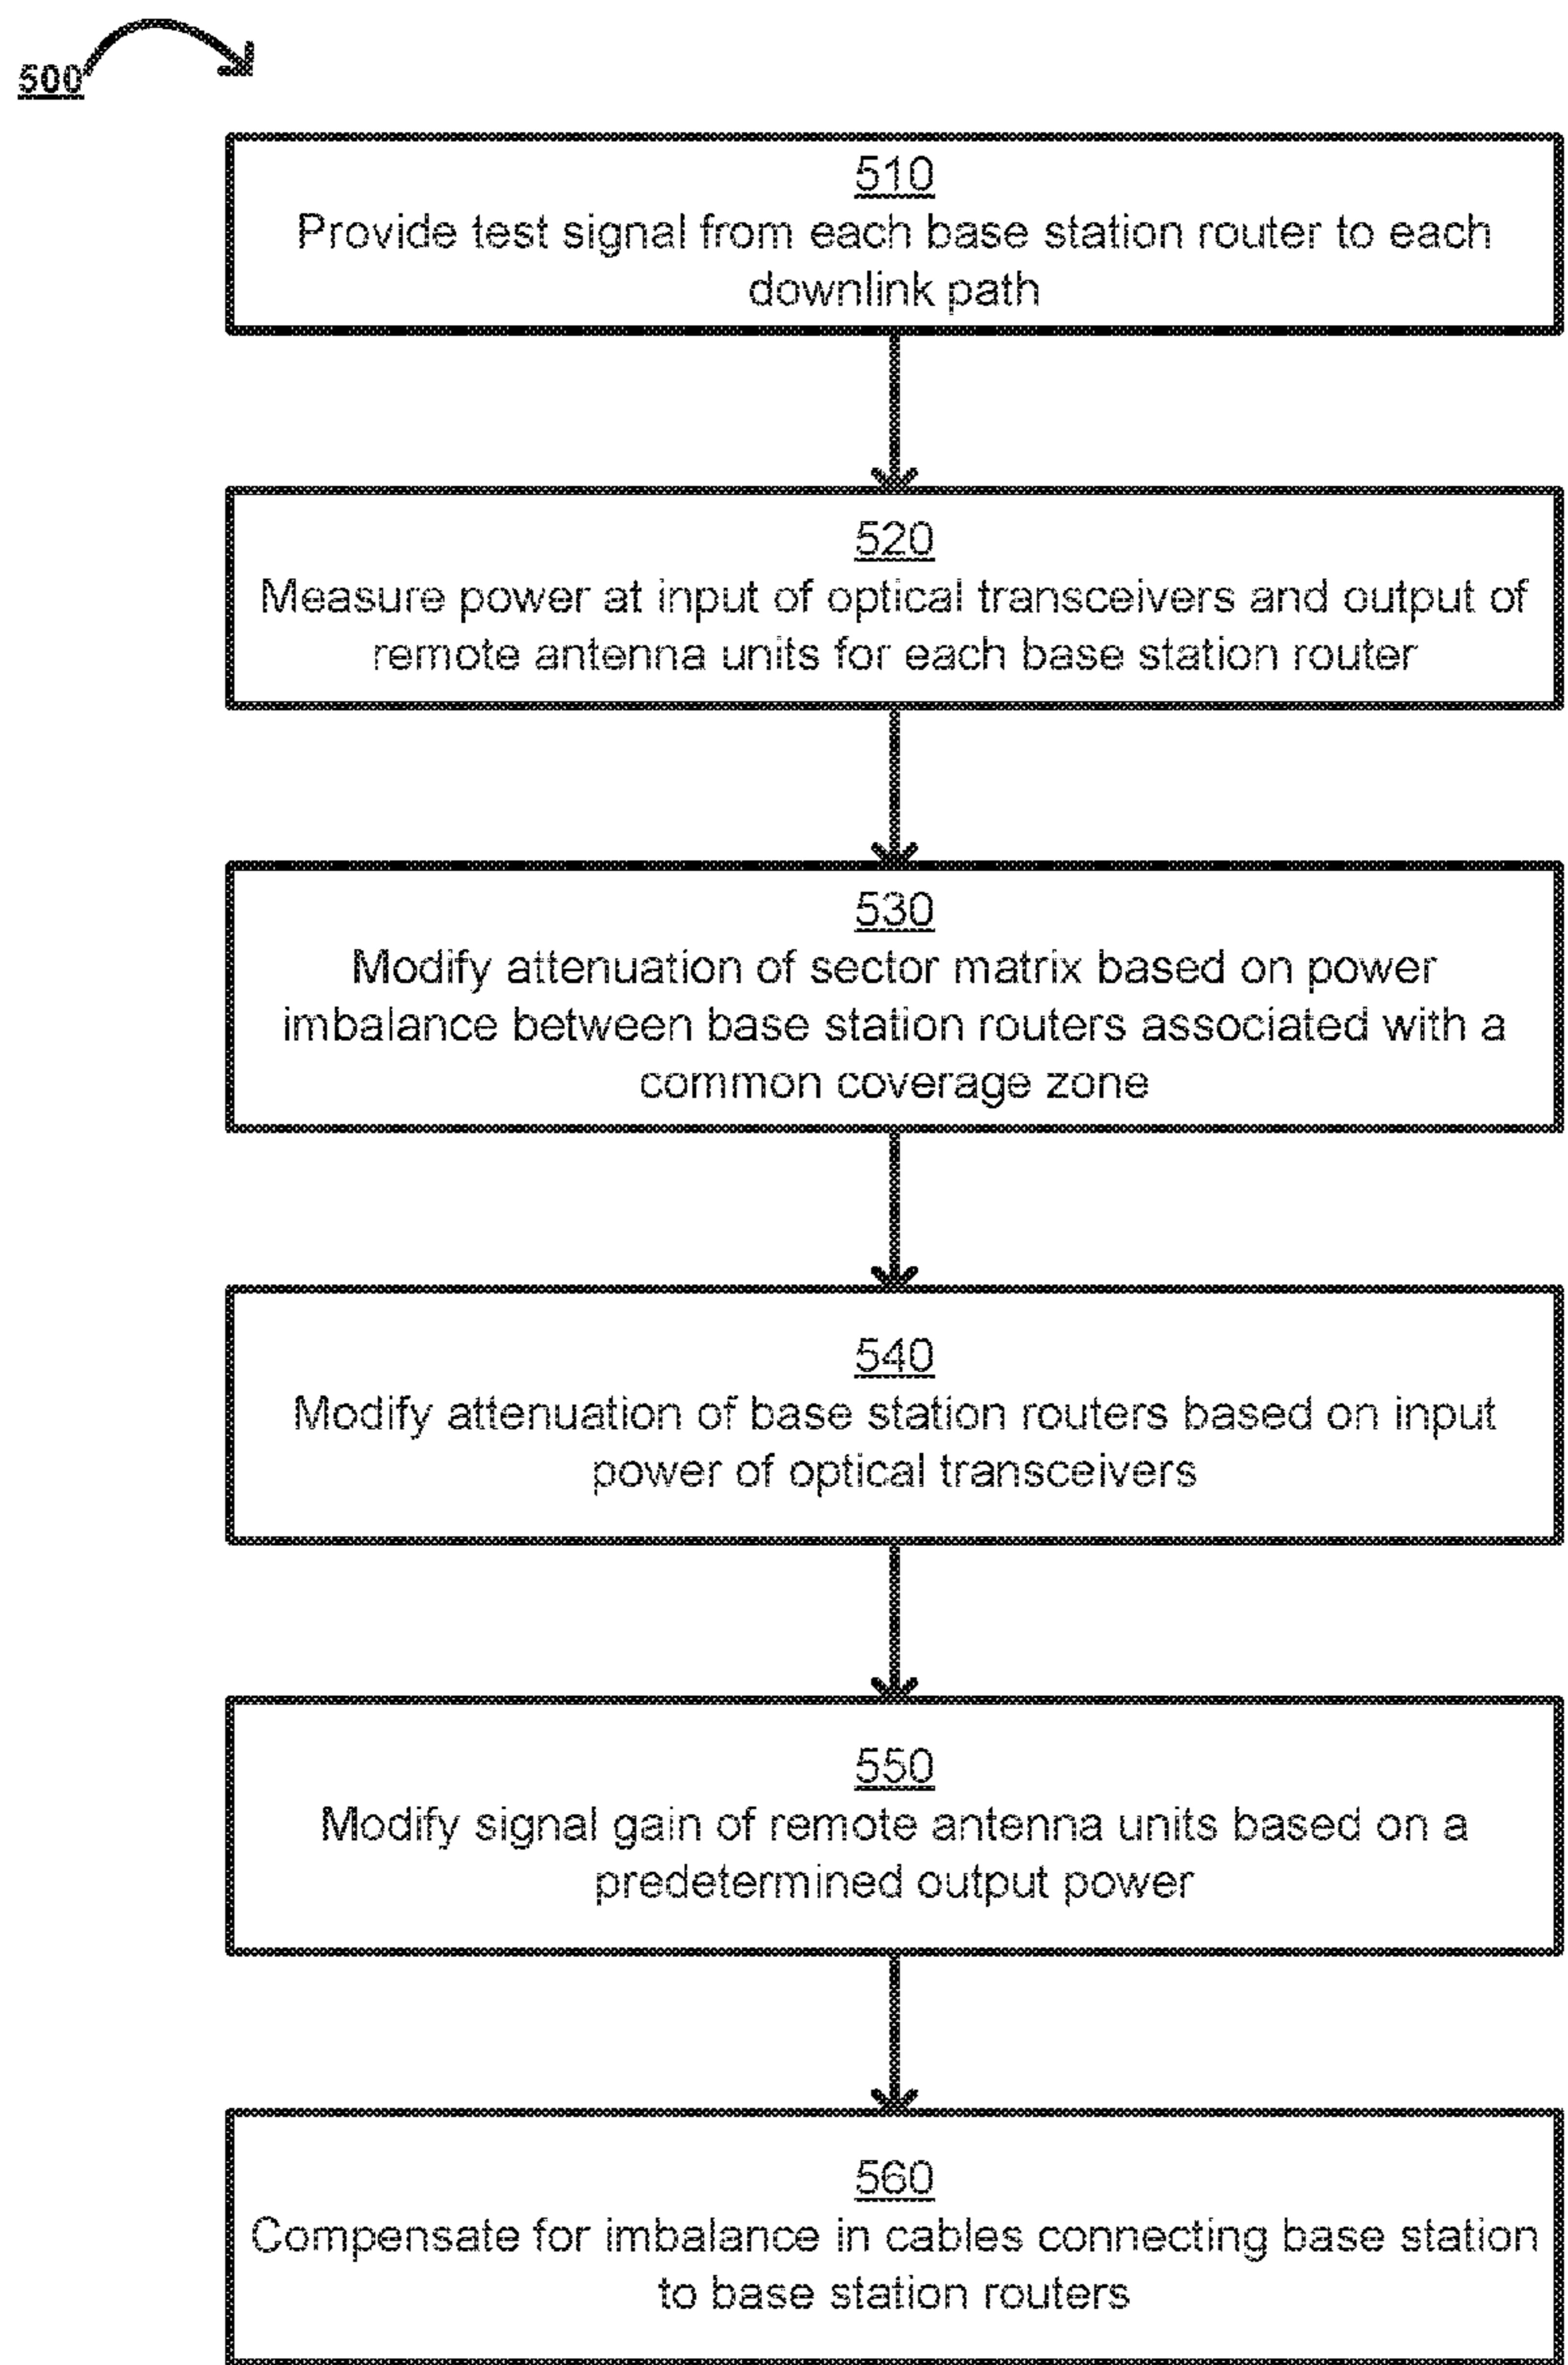 500
510
Provide test signal from each base station router to each
downlink path
520
Measure power at input of optical transceivers and output of
remote antenna units for each base station router
530
Modify attenuation of sector matrix based on power
imbalance between base station routers associated with a
common coverage zone
540
Modify attenuation of base station routers based on input
power of optical transceivers
550
Modify signal gain of remote antenna units based on a
predetermined output power
560
Compensate for imbalance in cables connecting base station
to base station routers